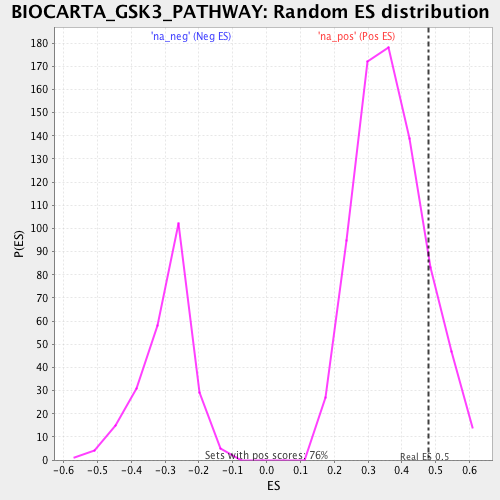 BIOCARTA_GSK3_PATHWAY: Random ES distribution
'na_neg' (Neg ES)
'na_pos' (Pos ES)
180
170
160
150
140
130
120
110
100
90
80
70
60
50
40
30
20
10
0
P(ES)
Sets with pos scores: 76%
Real ES 0.5
-0.6 -0.5 -0.4 -0.3 -0.2 -0.1 0.0 0.1 0.2 0.3 0.4 0.5 0.6
ES